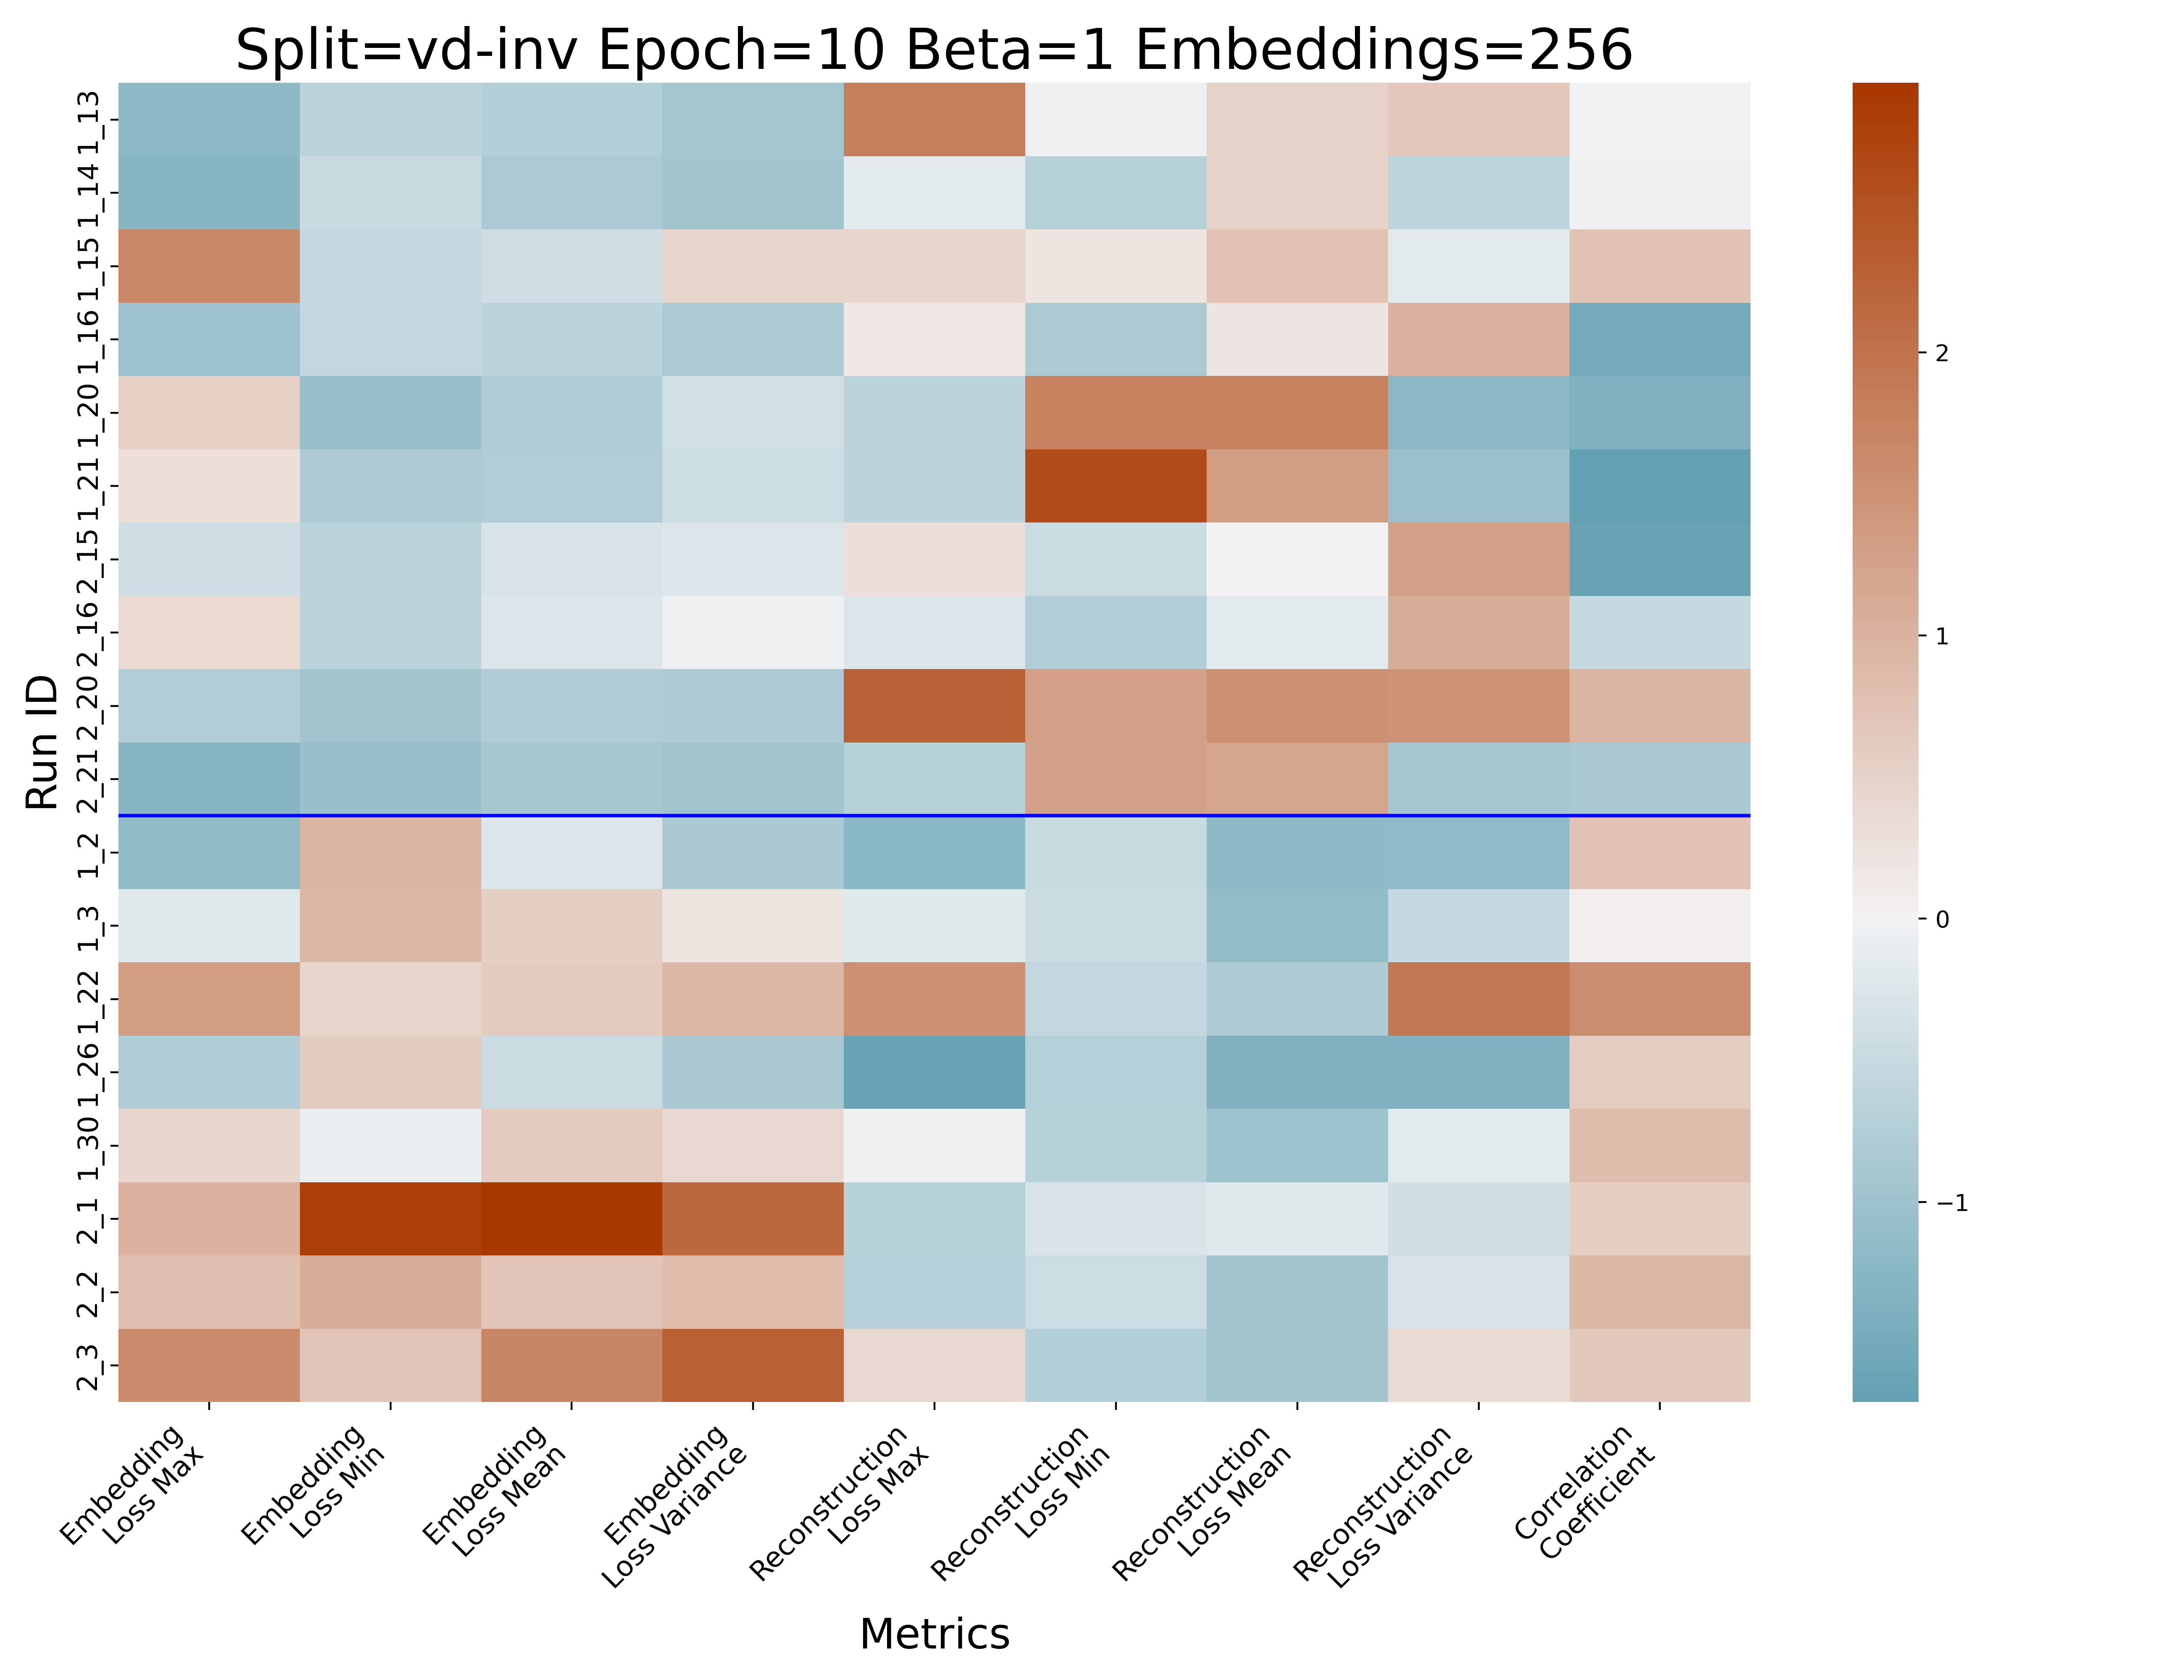 Split=vd-inv Epoch=10 Beta=1 Embeddings=256
Run ID
1_13
1_14
1_15
1_16
1_20
1_21
2_15
2_16
2_20
2_21
1_2
1_3
1_22
1_26
1_30
2_1
2_2
2_3
Embedding
Loss Max
Embedding
Loss Min
Embedding
Loss Mean
Embedding
Loss Variance
Reconstruction
Loss Max
Reconstruction
Loss Min
Reconstruction
Loss Mean
Reconstruction
Loss Variance
Correlation
Coefficient
Metrics
2
1
0
−1